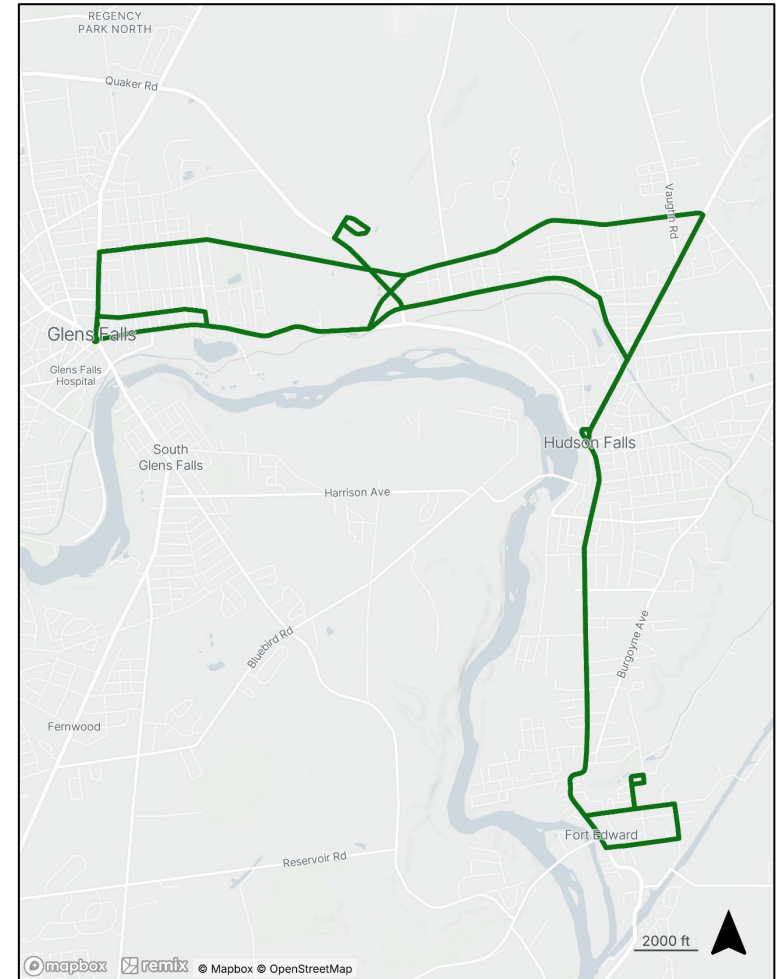 REGENCY
PARK NORTH
Quaker Rd
Vaughn Rd
Glens Falls
Glens Falls
Hospital
South
Glens Falls
Hudson Falls
Harrison Ave
Bluebird Rd
Burgoyne Ave
Fernwood
Fort Edward
Reservoir Rd
2000 ft
mapbox remix © Mapbox © OpenStreetMap